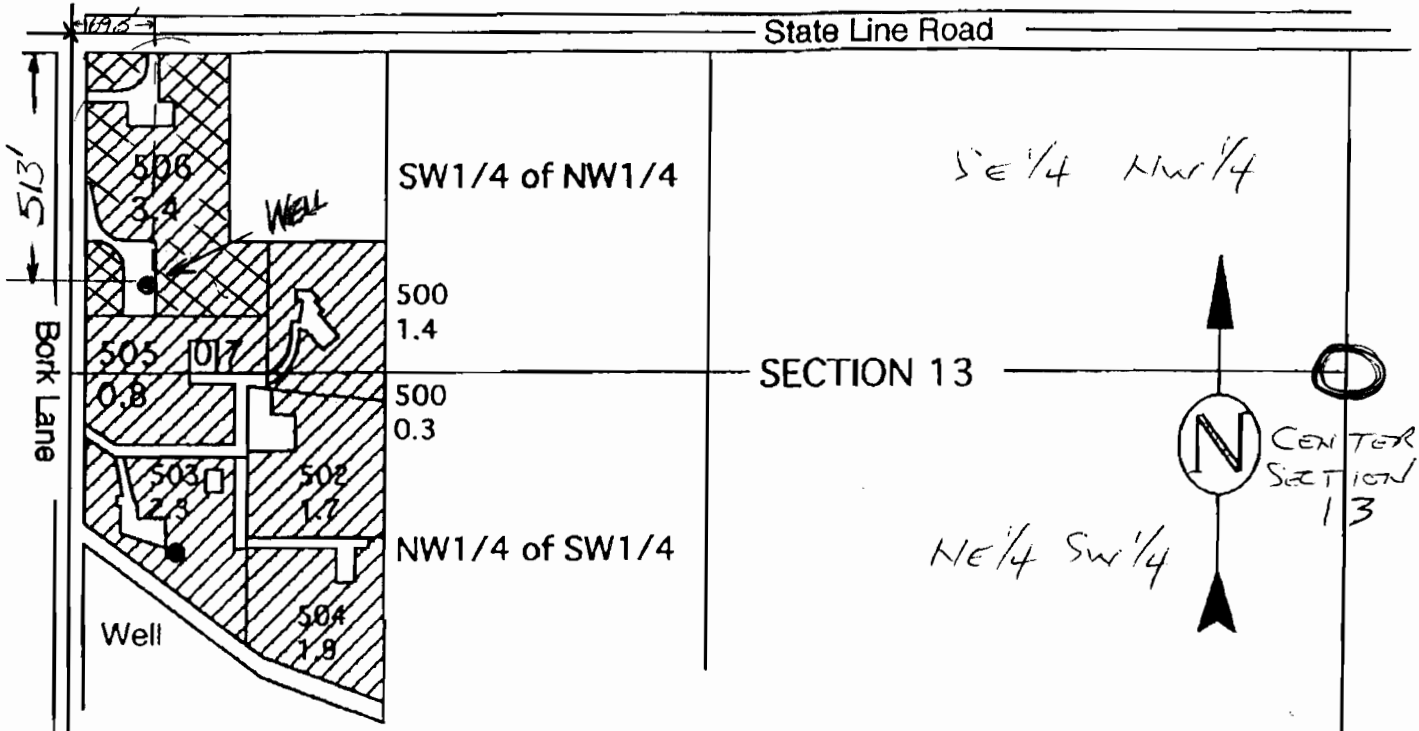 169.5'
State Line Road
513'
506
3.4
WELL
SW1/4 of NW1/4
SE 1/4 NW 1/4
500
1.4
Bork Lane
505
0.8
0.7
SECTION 13
500
0.3
N
CENTER
SECTION
13
503
2.3
502
1.7
NW1/4 of SW1/4
NE 1/4 SW 1/4
504
1.9
Well